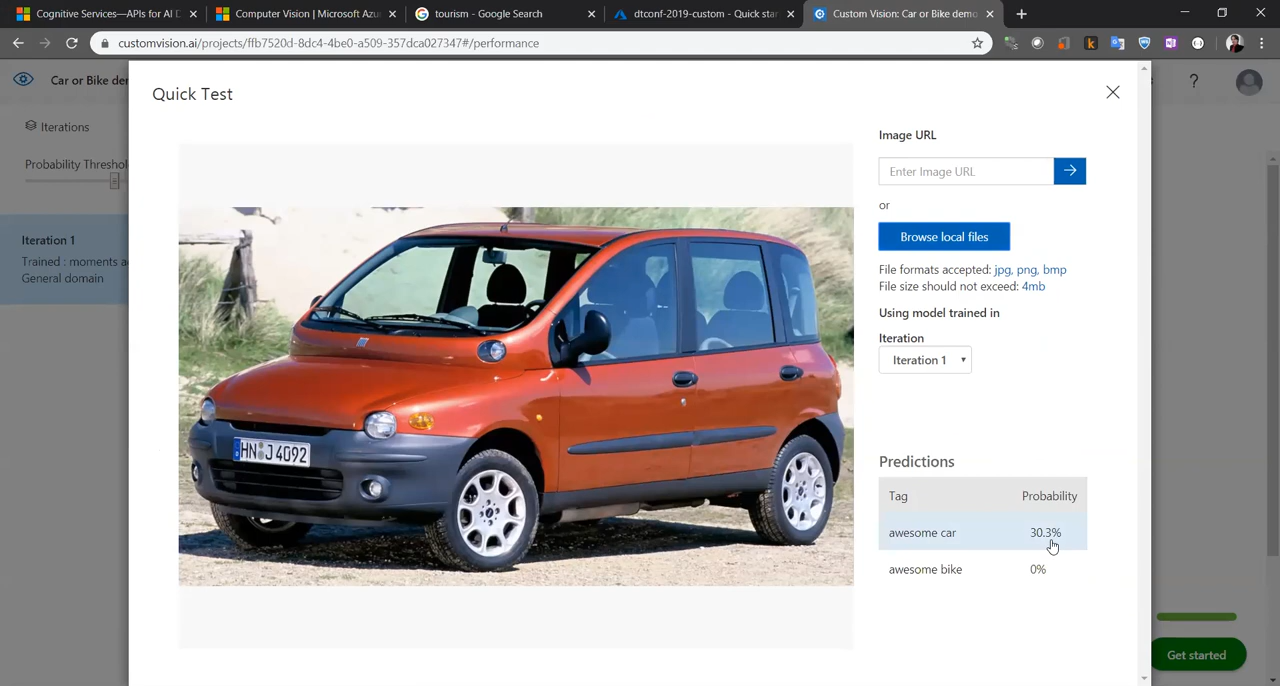 Cognitive Services—APIs for AI D
Computer Vision | Microsoft Azu
tourism - Google Search
dtconf-2019-custom - Quick star
Custom Vision: Car or Bike demo
customvision.ai/projects/ffb7520d-8dc4-4be0-a509-357dca027347#/performance
Car or Bike der
Iterations
Probability Threshol
Iteration 1
Trained : moments a
General domain
Quick Test
HN J 4092
Image URL
Enter Image URL
or
Browse local files
File formats accepted: jpg, png, bmp
File size should not exceed: 4mb
Using model trained in
Iteration
Iteration 1
Predictions
Tag Probability
awesome car 30.3%
awesome bike 0%
Get started